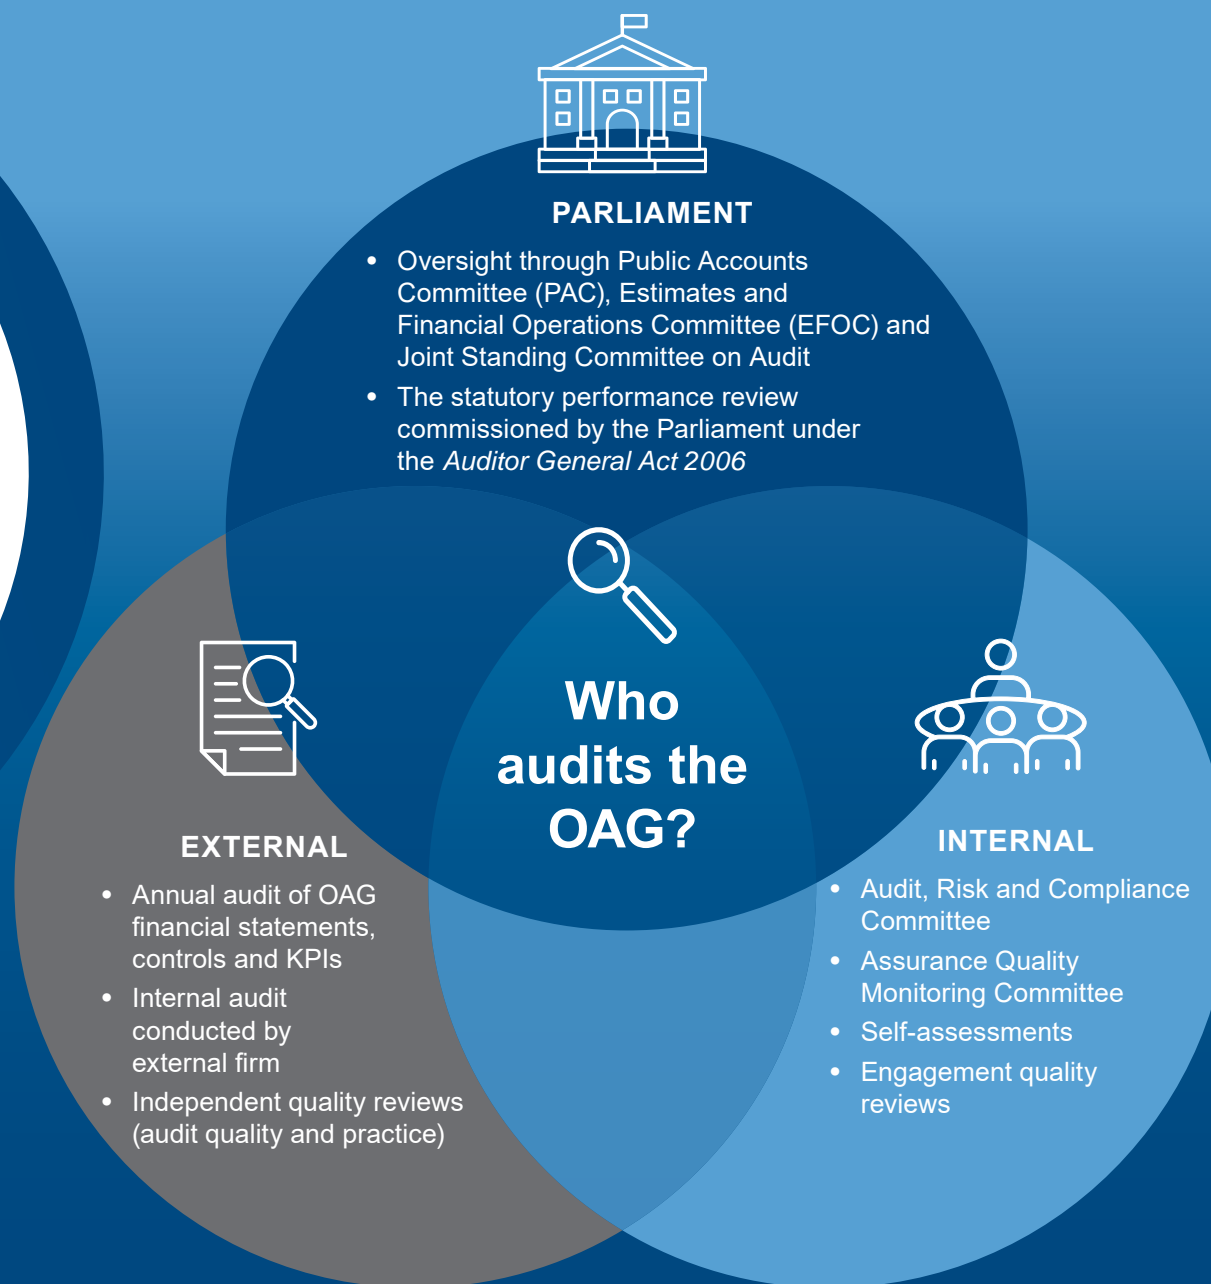 PARLIAMENT
• Oversight through Public Accounts
Committee (PAC), Estimates and
Financial Operations Committee (EFOC) and
Joint Standing Committee on Audit
• The statutory performance review
commissioned by the Parliament under
the Auditor General Act 2006
Who
audits the
OAG?
EXTERNAL
• Annual audit of OAG
financial statements,
controls and KPIs
• Internal audit
conducted by
external firm
• Independent quality reviews
(audit quality and practice)
INTERNAL
• Audit, Risk and Compliance
Committee
• Assurance Quality
Monitoring Committee
• Self-assessments
• Engagement quality
reviews